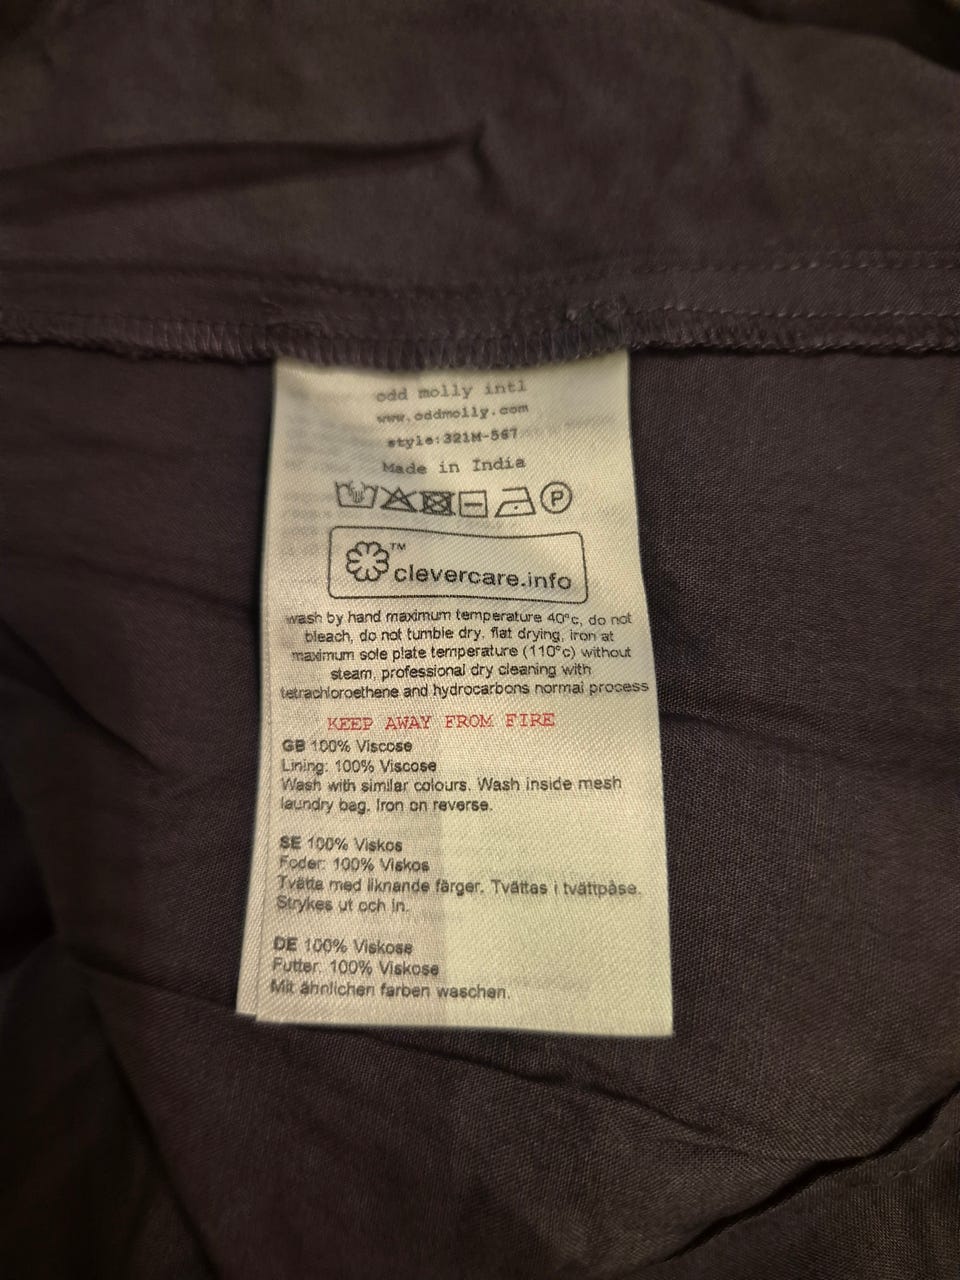 odd molly intl
www.oddmolly.com
style:321M-567
Made in India
P
TM
clevercare.info
wash by hand maximum temperature 40°c, do not
bleach, do not tumble dry, flat drying, iron at
maximum sole plate temperature (110°c) without
steam, professional dry cleaning with
tetrachloroethene and hydrocarbons normal process
KEEP AWAY FROM FIRE
GB 100% Viscose
Lining: 100% Viscose
Wash with similar colours. Wash inside mesh
laundry bag. Iron on reverse.
SE 100% Viskos
Foder: 100% Viskos
Tvätta med liknande färger. Tvättas i tvättpåse.
Strykes ut och in.
DE 100% Viskose
Futter: 100% Viskose
Mit ähnlichen farben waschen.